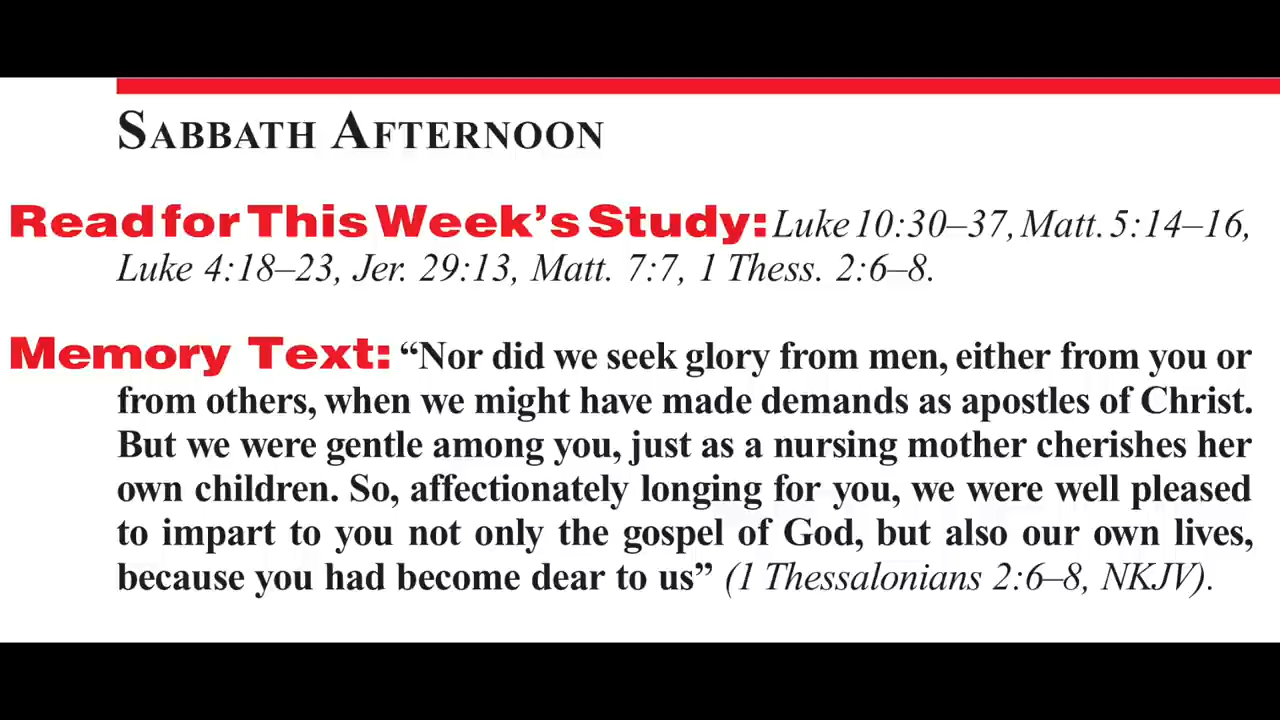 SABBATH AFTERNOON
Read for This Week’s Study: Luke 10:30–37, Matt. 5:14–16,
Luke 4:18–23, Jer. 29:13, Matt. 7:7, 1 Thess. 2:6–8.
Memory Text: “Nor did we seek glory from men, either from you or
from others, when we might have made demands as apostles of Christ.
But we were gentle among you, just as a nursing mother cherishes her
own children. So, affectionately longing for you, we were well pleased
to impart to you not only the gospel of God, but also our own lives,
because you had become dear to us” (1 Thessalonians 2:6–8, NKJV).